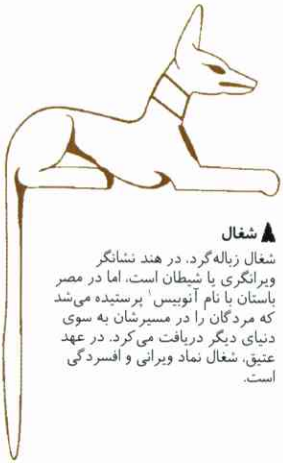 شغال
شغال زباله‌گرد، در هند نشانگر
ویرانگری یا شیطان است، اما در مصر
باستان با نام آنوبیس۱ پرستیده می‌شد
که مردگان را در مسیرشان به سوی
دنیای دیگر دریافت می‌کرد. در عهد
عتیق، شغال نماد ویرانی و افسردگی
است.